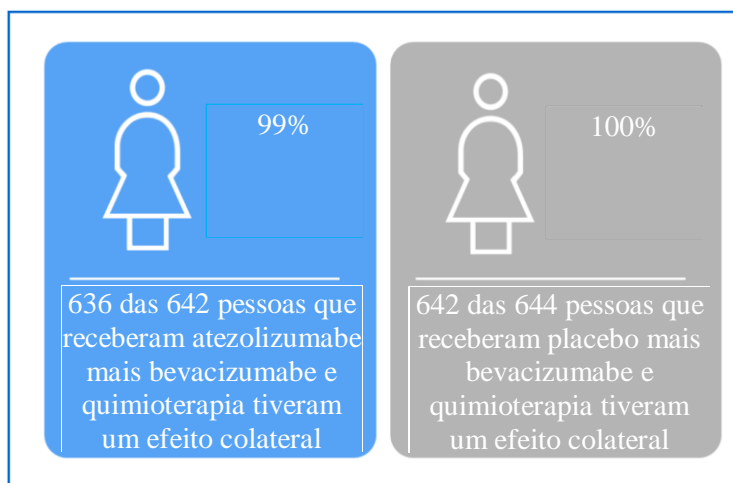 99%
636 das 642 pessoas que
receberam atezolizumabe
mais bevacizumabe e
quimioterapia tiveram
um efeito colateral
100%
642 das 644 pessoas que
receberam placebo mais
bevacizumabe e
quimioterapia tiveram
um efeito colateral